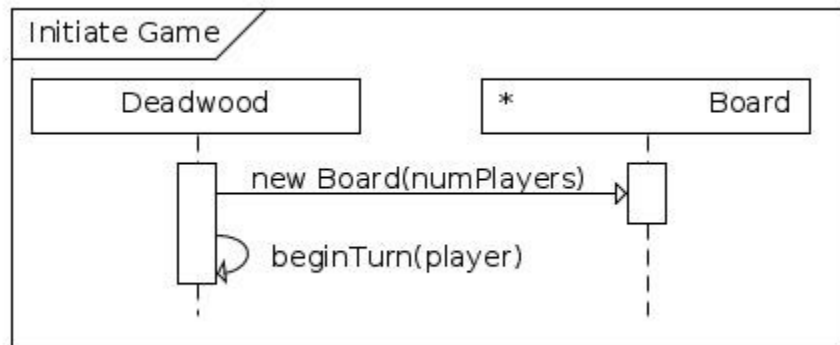 Initiate Game
Deadwood
* Board
new Board(numPlayers)
beginTurn(player)